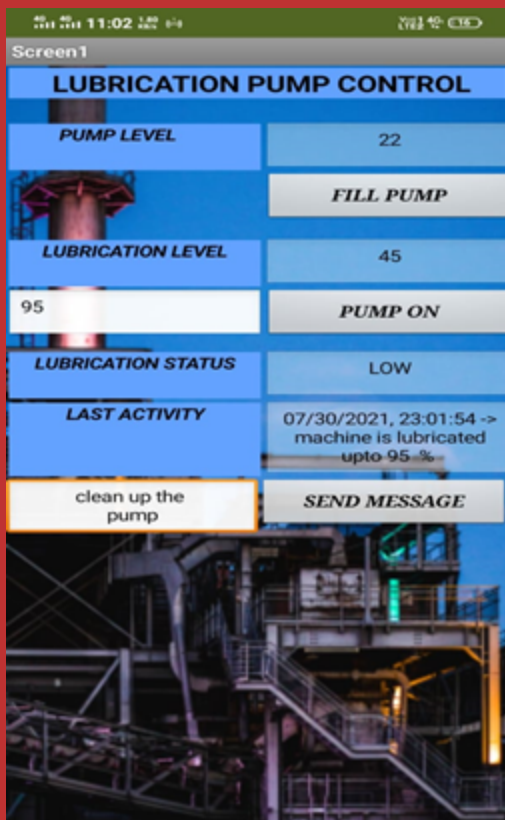 11:02
Screen1
LUBRICATION PUMP CONTROL
PUMP LEVEL 22
FILL PUMP
LUBRICATION LEVEL 45
95 PUMP ON
LUBRICATION STATUS LOW
LAST ACTIVITY 07/30/2021, 23:01:54 ->
machine is lubricated
upto 95 %
clean up the SEND MESSAGE
pump